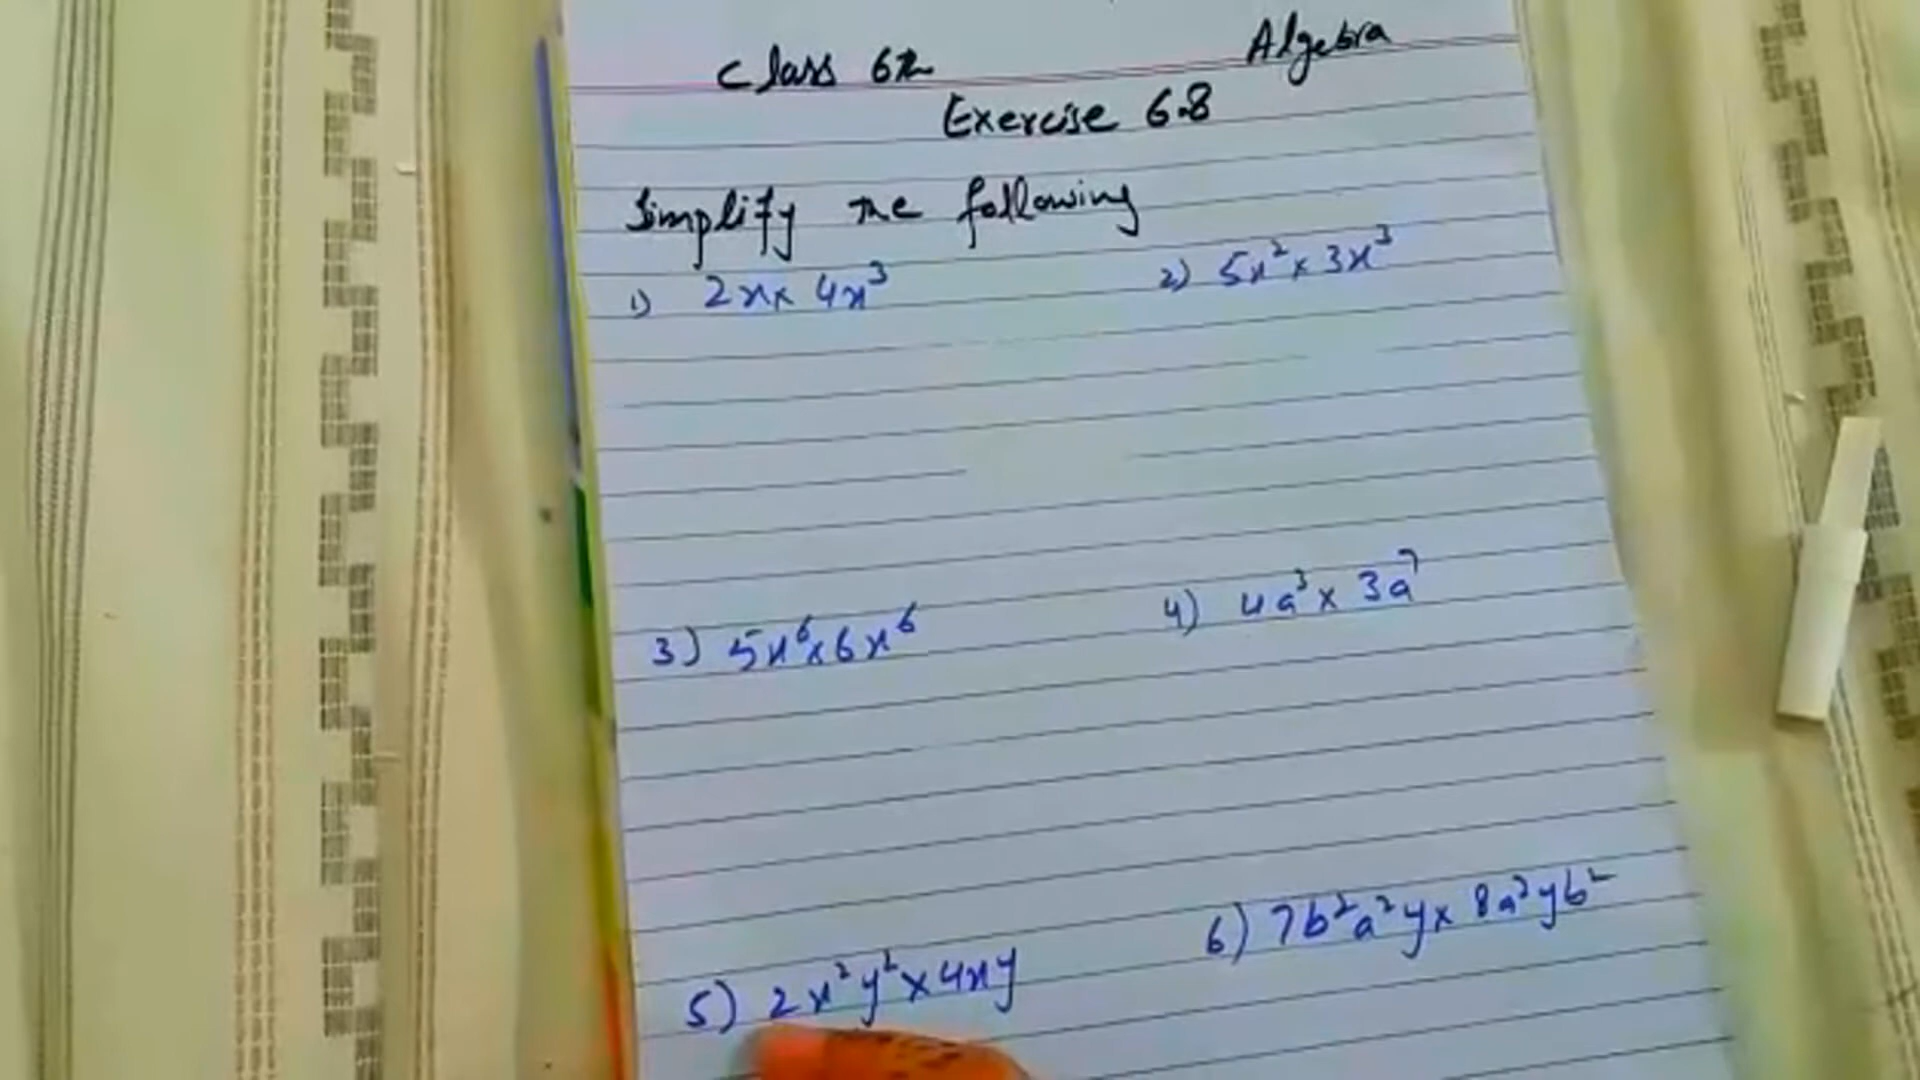 Class 6th Algebra
Exercise 6.8
Simplify the following
1) 2x× 4x³ 2) 5x² × 3x³
3) 5x⁶×6x⁶ 4) 4a³× 3a⁷
5) 2x²y²×4xy 6) 7b²a²y× 8a²yb²